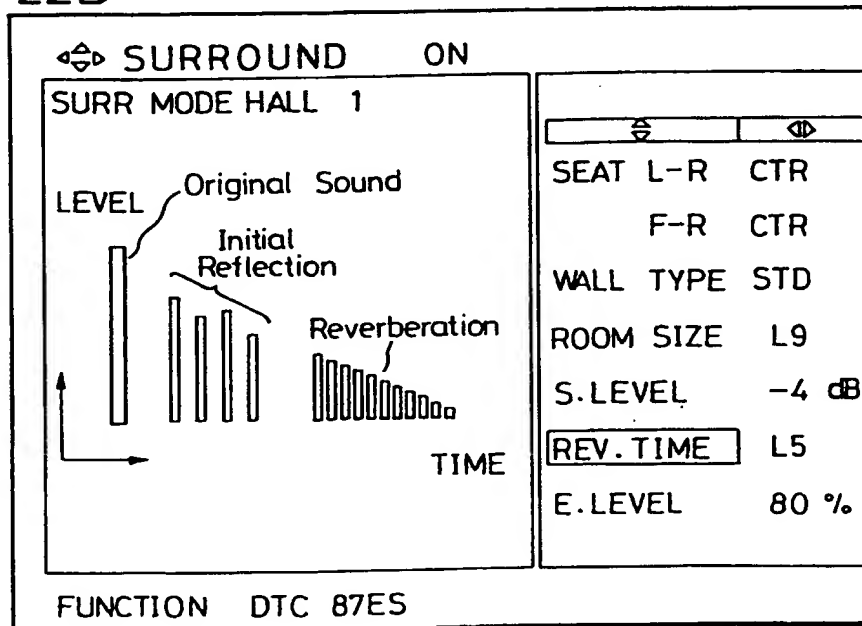 SURROUND ON
SURR MODE HALL 1
LEVEL
Original Sound
Initial
Reflection
Reverberation
TIME
SEAT L-R CTR
F-R CTR
WALL TYPE STD
ROOM SIZE L9
S.LEVEL -4 dB
REV.TIME L5
E.LEVEL 80 %
FUNCTION DTC 87ES